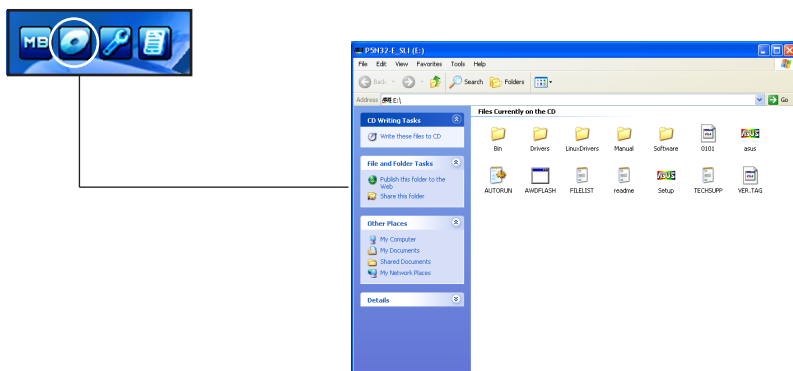 MB
P5N32-E_SLI (E:)
File Edit View Favorites Tools Help
Back Search Folders
Address E:\ Go
Files Currently on the CD
CD Writing Tasks
Write these files to CD
File and Folder Tasks
Publish this folder to the
Web
Share this folder
Other Places
My Computer
My Documents
Shared Documents
My Network Places
Details
Bin Drivers LinuxDrivers Manual Software 0101 asus
AUTORUN AWDFLASH FILELIST readme Setup TECHSUPP VER.TAG